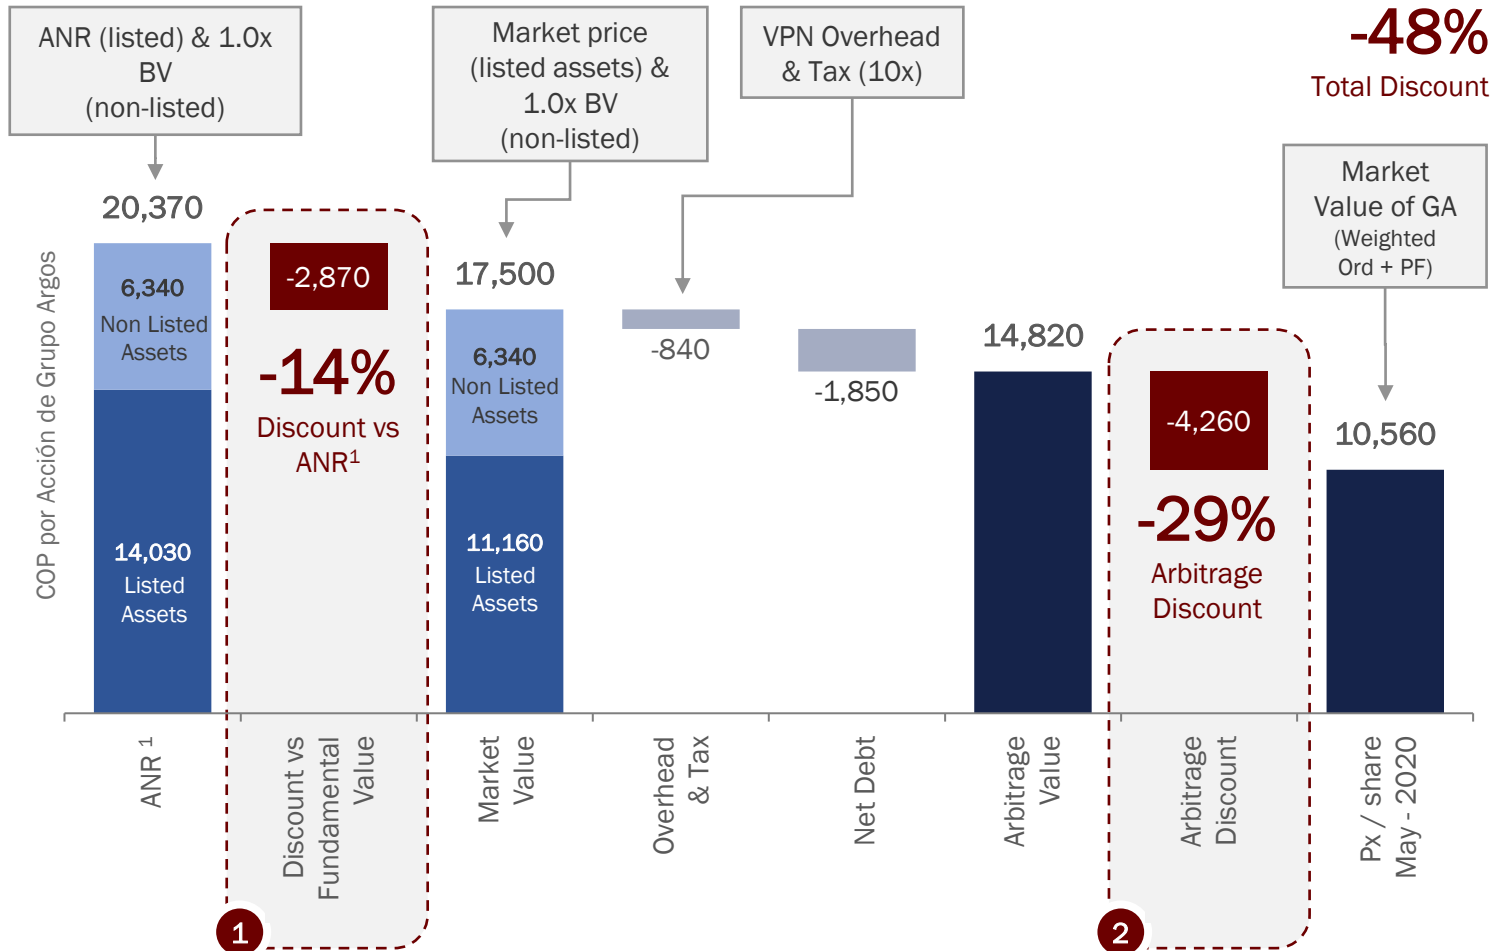 ANR (listed) & 1.0x
BV
(non-listed)
Market price
(listed assets) &
1.0x BV
(non-listed)
VPN Overhead
& Tax (10x)
-48%
Total Discount
Market
Value of GA
(Weighted
Ord + PF)
COP por Acción de Grupo Argos
20,370
6,340
Non Listed
Assets
14,030
Listed
Assets
-2,870
-14%
Discount vs
ANR¹
17,500
6,340
Non Listed
Assets
11,160
Listed
Assets
-840
-1,850
14,820
-4,260
-29%
Arbitrage
Discount
10,560
ANR ¹
Discount vs
Fundamental
Value
Market
Value
Overhead
& Tax
Net Debt
Arbitrage
Value
Arbitrage
Discount
Px / share
May - 2020
1
2